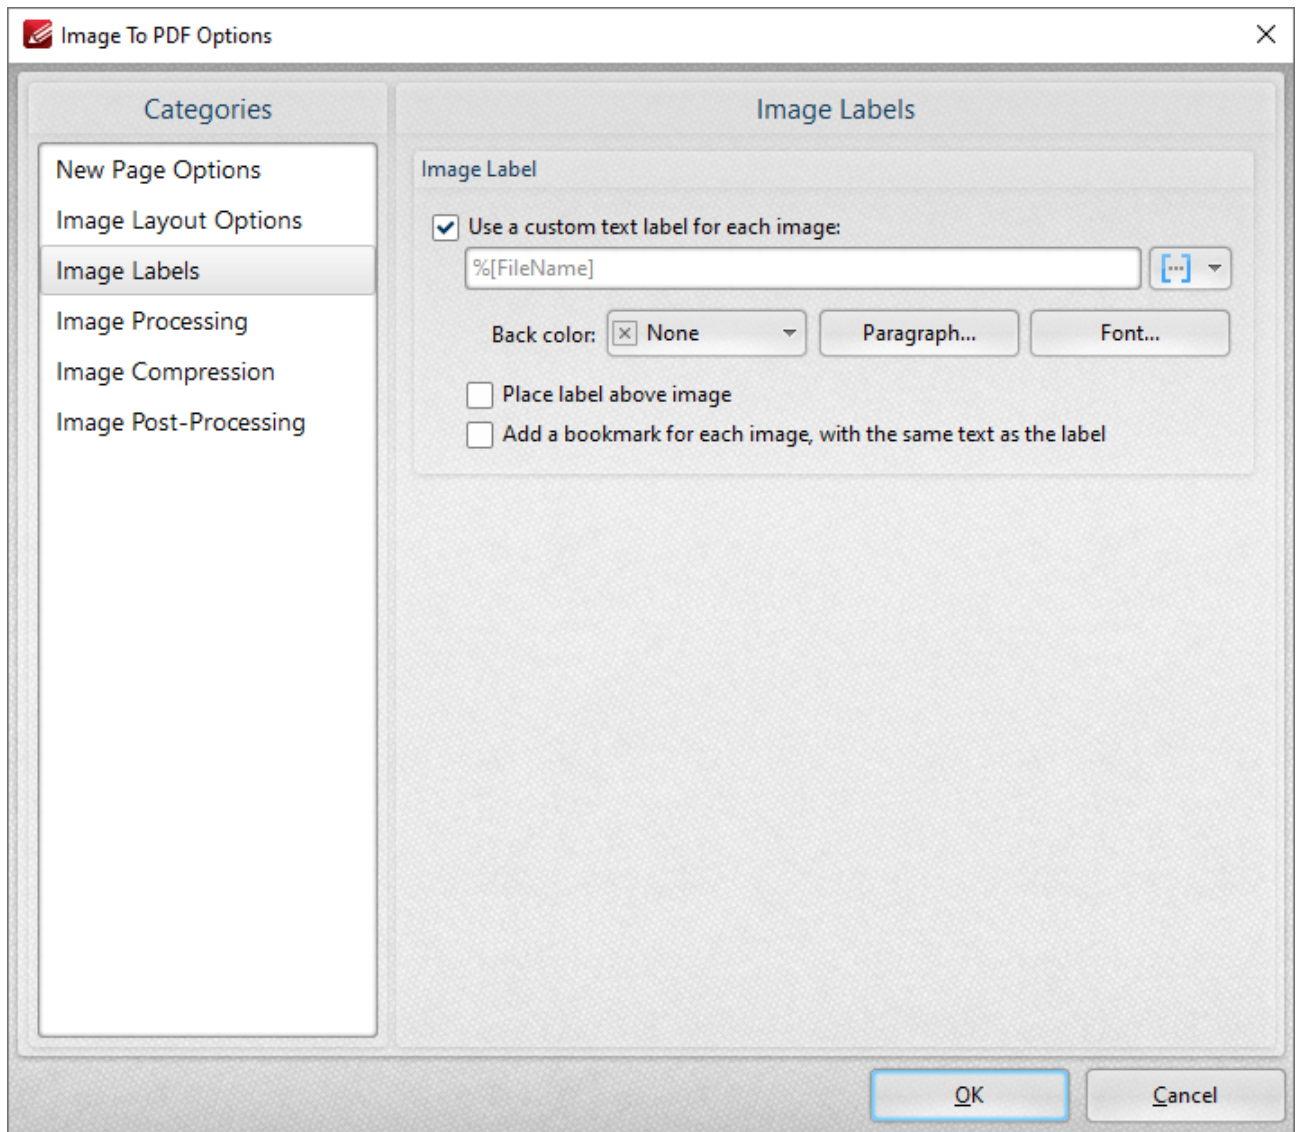 Image To PDF Options
Categories
New Page Options
Image Layout Options
Image Labels
Image Processing
Image Compression
Image Post-Processing
Image Labels
Image Label
Use a custom text label for each image:
%[FileName]
Back color: None Paragraph... Font...
Place label above image
Add a bookmark for each image, with the same text as the label
OK Cancel